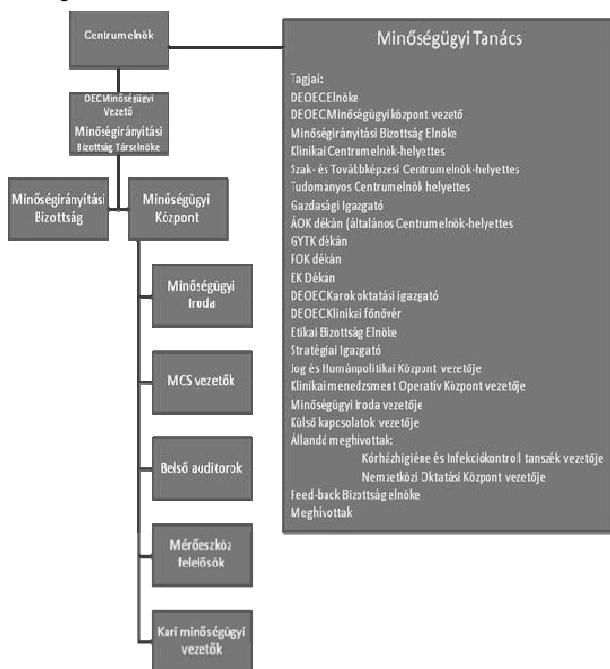 Centrumelnök
OEC Minőségügyi
Vezető
Minőségirányítási
Bizottság Társelnöke
Minőségirányítási
Bizottság
Minőségügyi
Központ
Minőségügyi
Iroda
MCS vezetők
Belső auditorok
Mérőeszköz
felelősök
Kari minőségügyi
vezetők
Minőségügyi Tanács
Tagjai:
DEOEC Elnöke
DEOEC Minőségügyi központ vezető
Minőségirányítási Bizottság Elnöke
Klinikai Centrumelnök-helyettes
Szak- és Továbbképzési Centrumelnök-helyettes
Tudományos Centrumelnök helyettes
Gazdasági Igazgató
ÁOK dékán (általános Centrumelnök-helyettes
GYTK dékán
FOK dékán
EK Dékán
DEOEC Karok oktatási igazgató
DEOEC Klinikai főnővér
Etikai Bizottság Elnöke
Stratégiai Igazgató
Jog és Humánpolitikai Központ vezetője
Klinikaimenedzsment Operatív Központ vezetője
Minőségügyi Iroda vezetője
Külső kapcsolatok vezetője
Állandó meghívottak:
Kórházhigiéne és Infekciókontroll tanszék vezetője
Nemzetközi Oktatási Központ vezetője
Feed-back Bizottság elnöke
Meghívottak